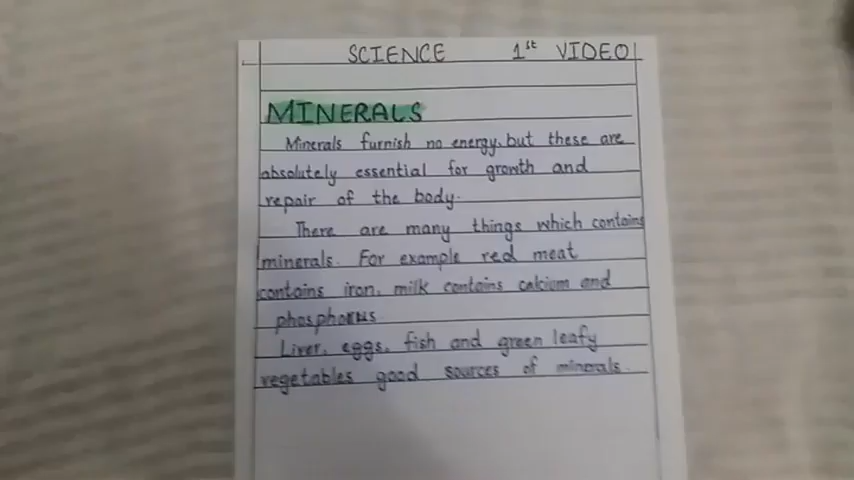 SCIENCE 1st VIDEO
MINERALS
Minerals furnish no energy, but these are
absolutely essential for growth and
repair of the body.
There are many things which contains
minerals. For example red meat
contains iron, milk contains calcium and
phosphorus
Liver, eggs, fish and green leafy
vegetables good sources of minerals.